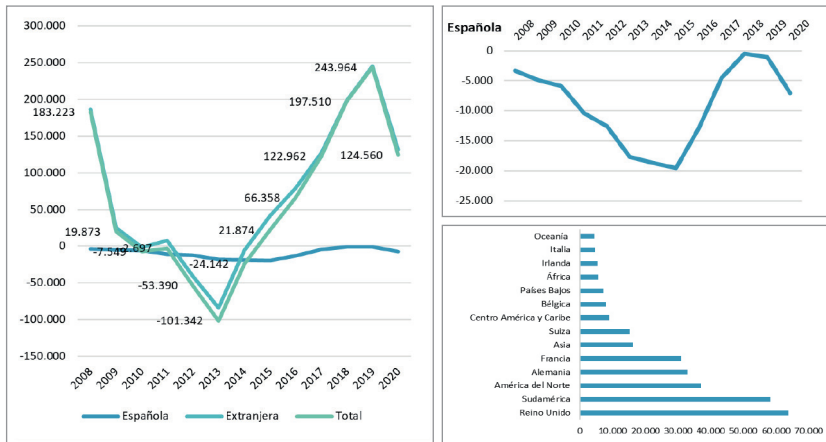 300.000
250.000
200.000
150.000
100.000
50.000
0
-50.000
-100.000
-150.000
183.223
19.873
-7.549
-2.697
-53.390
-101.342
-24.142
21.874
66.358
122.962
197.510
243.964
124.560
2008 2009 2010 2011 2012 2013 2014 2015 2016 2017 2018 2019 2020
Española Extranjera Total
Española
2008 2009 2010 2011 2012 2013 2015 2016 2017 2018 2019 2020
0
-5.000
-10.000
-15.000
-20.000
-25.000
Oceanía
Italia
Irlanda
África
Países Bajos
Bélgica
Centro América y Caribe
Suiza
Asia
Francia
Alemania
América del Norte
Sudamérica
Reino Unido
0 10.000 20.000 30.000 40.000 50.000 60.000 70.000